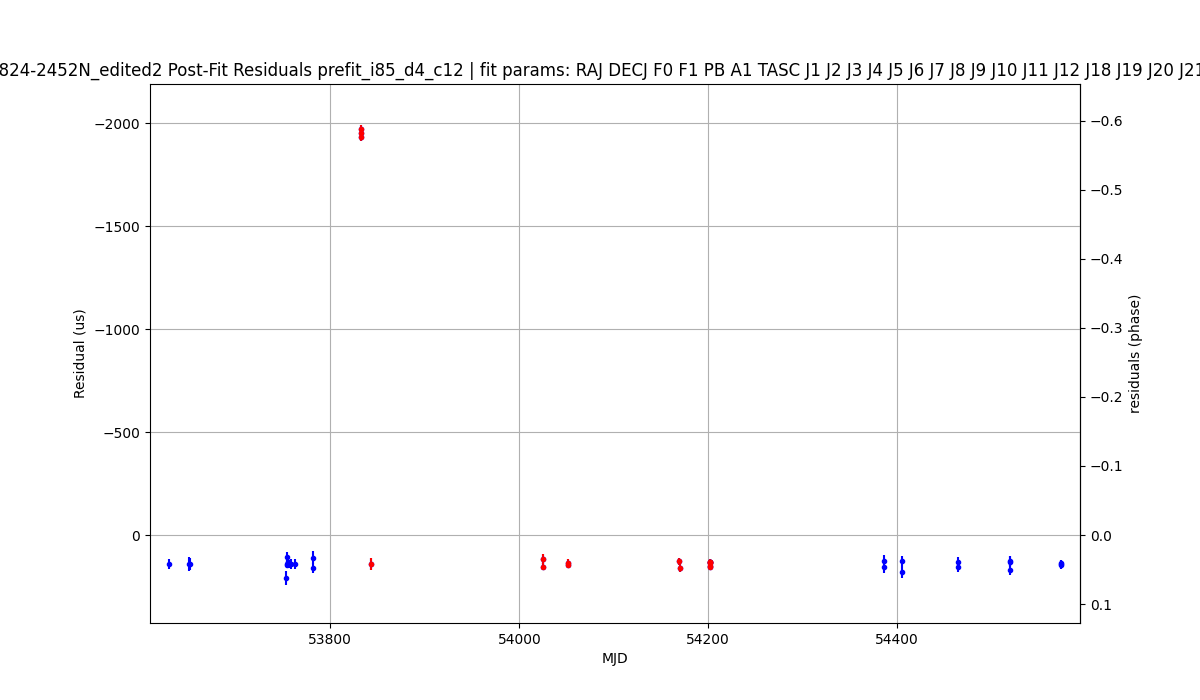 824-2452N_edited2 Post-Fit Residuals prefit_i85_d4_c12 | fit params: RAJ DECJ F0 F1 PB A1 TASC J1 J2 J3 J4 J5 J6 J7 J8 J9 J10 J11 J12 J18 J19 J20 J21
−2000
−1500
−1000
−500
0
Residual (us)
−0.6
−0.5
−0.4
−0.3
−0.2
−0.1
0.0
0.1
residuals (phase)
53800 54000 54200 54400
MJD